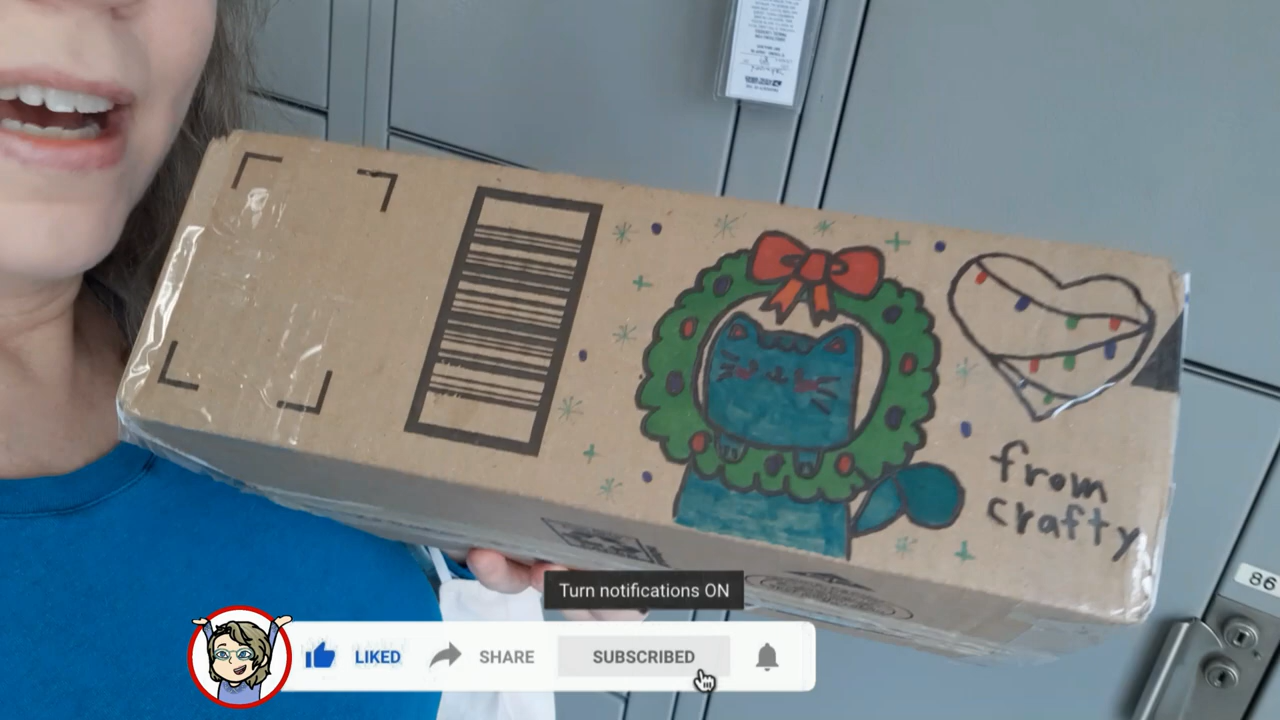 from
crafty
86
Turn notifications ON
LIKED
SHARE
SUBSCRIBED